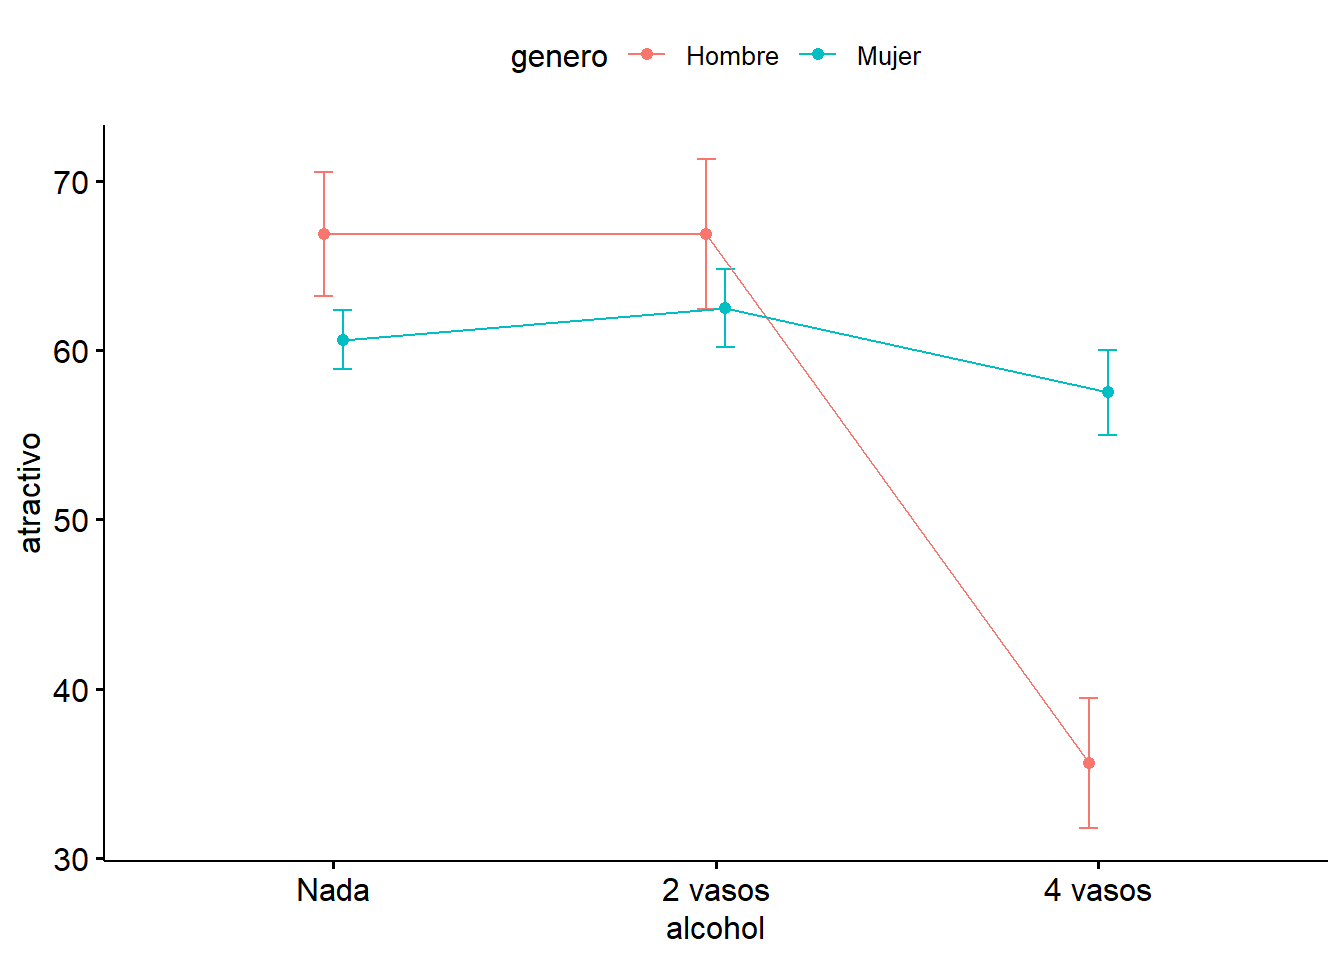 genero Hombre Mujer
70
60
50
40
30
atractivo
Nada 2 vasos 4 vasos
alcohol